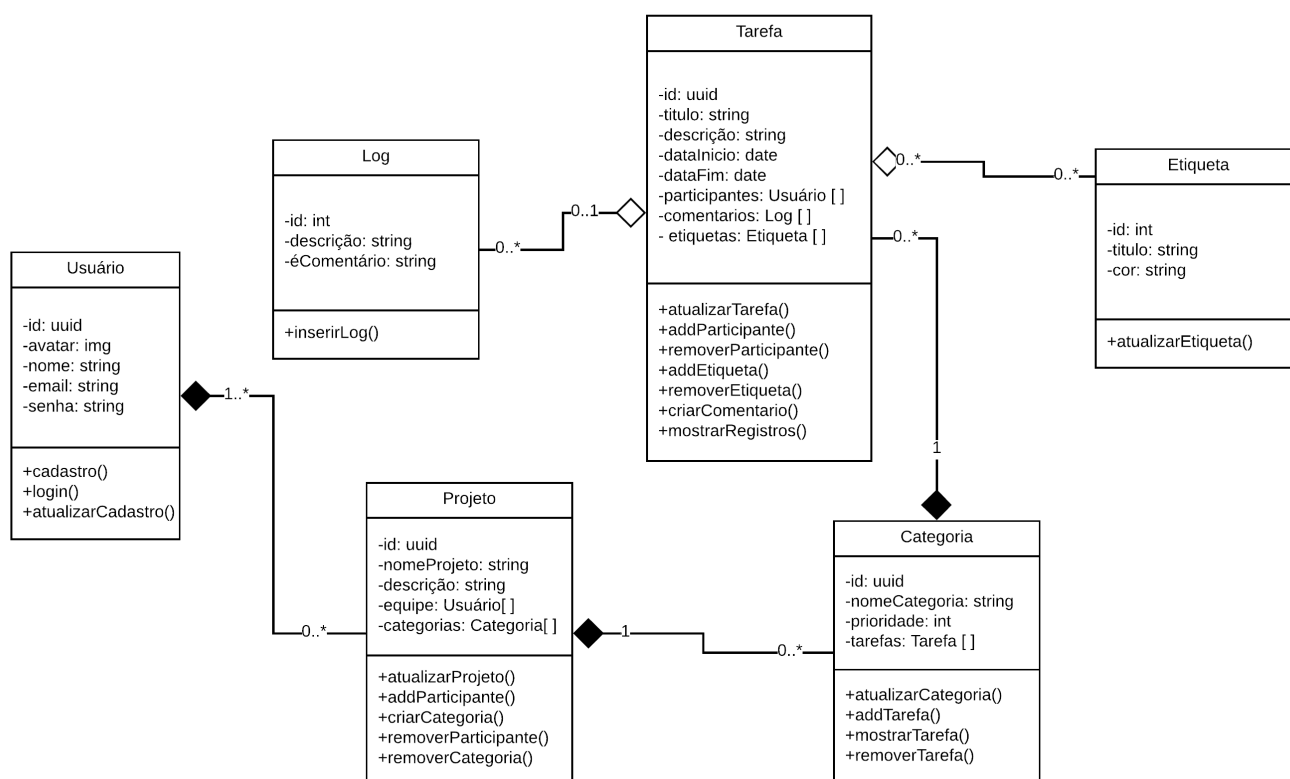 Tarefa
-id: uuid
-titulo: string
-descrição: string
-dataInicio: date
-dataFim: date
-participantes: Usuário [ ]
-comentarios: Log [ ]
- etiquetas: Etiqueta [ ]
+atualizarTarefa()
+addParticipante()
+removerParticipante()
+addEtiqueta()
+removerEtiqueta()
+criarComentario()
+mostrarRegistros()
Log
-id: int
-descrição: string
-éComentário: string
+inserirLog()
0..*
0..1
0..*
0..*
Etiqueta
-id: int
-titulo: string
-cor: string
+atualizarEtiqueta()
0..*
1
Usuário
-id: uuid
-avatar: img
-nome: string
-email: string
-senha: string
+cadastro()
+login()
+atualizarCadastro()
1..*
0..*
Projeto
-id: uuid
-nomeProjeto: string
-descrição: string
-equipe: Usuário[ ]
-categorias: Categoria[ ]
+atualizarProjeto()
+addParticipante()
+criarCategoria()
+removerParticipante()
+removerCategoria()
1
0..*
Categoria
-id: uuid
-nomeCategoria: string
-prioridade: int
-tarefas: Tarefa [ ]
+atualizarCategoria()
+addTarefa()
+mostrarTarefa()
+removerTarefa()